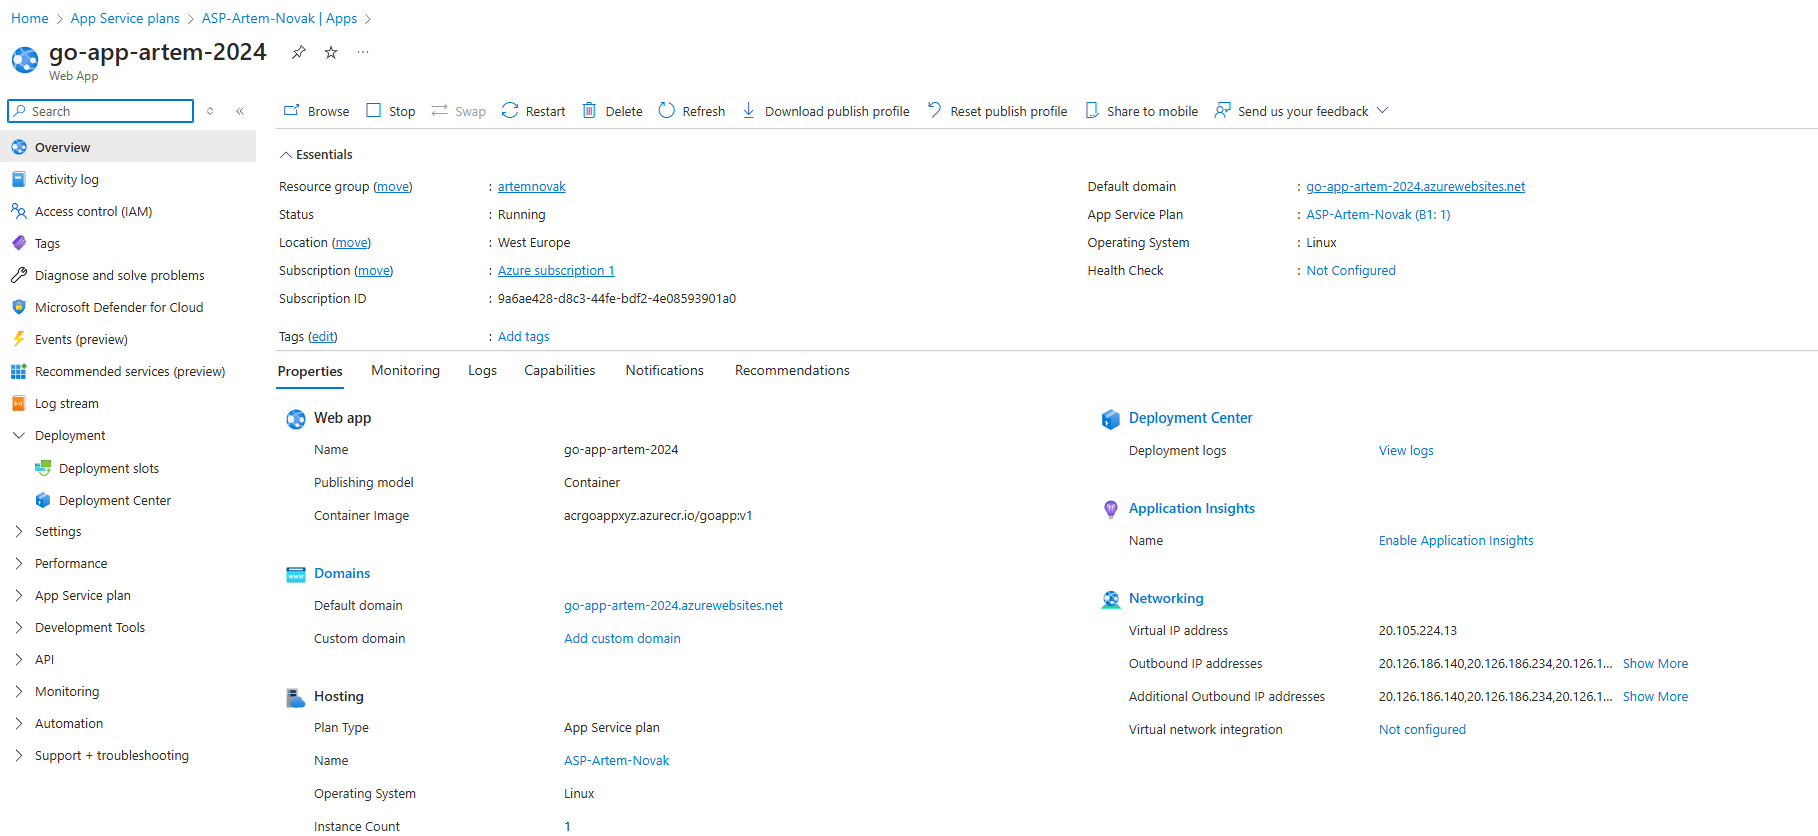 Home > App Service plans > ASP-Artem-Novak | Apps >
go-app-artem-2024
Web App
Search
Browse Stop Swap Restart Delete Refresh Download publish profile Reset publish profile Share to mobile Send us your feedback
Overview
Activity log
Access control (IAM)
Tags
Diagnose and solve problems
Microsoft Defender for Cloud
Events (preview)
Recommended services (preview)
Log stream
Deployment
Deployment slots
Deployment Center
Settings
Performance
App Service plan
Development Tools
API
Monitoring
Automation
Support + troubleshooting
Essentials
Resource group (move) : artemnovak
Status : Running
Location (move) : West Europe
Subscription (move) : Azure subscription 1
Subscription ID : 9a6ae428-d8c3-44fe-bdf2-4e08593901a0
Tags (edit) : Add tags
Default domain : go-app-artem-2024.azurewebsites.net
App Service Plan : ASP-Artem-Novak (B1: 1)
Operating System : Linux
Health Check : Not Configured
Properties Monitoring Logs Capabilities Notifications Recommendations
Web app
Name go-app-artem-2024
Publishing model Container
Container Image acrgoappxyz.azurecr.io/goapp:v1
Domains
Default domain go-app-artem-2024.azurewebsites.net
Custom domain Add custom domain
Hosting
Plan Type App Service plan
Name ASP-Artem-Novak
Operating System Linux
Instance Count 1
Deployment Center
Deployment logs View logs
Application Insights
Name Enable Application Insights
Networking
Virtual IP address 20.105.224.13
Outbound IP addresses 20.126.186.140,20.126.186.234,20.126.1... Show More
Additional Outbound IP addresses 20.126.186.140,20.126.186.234,20.126.1... Show More
Virtual network integration Not configured